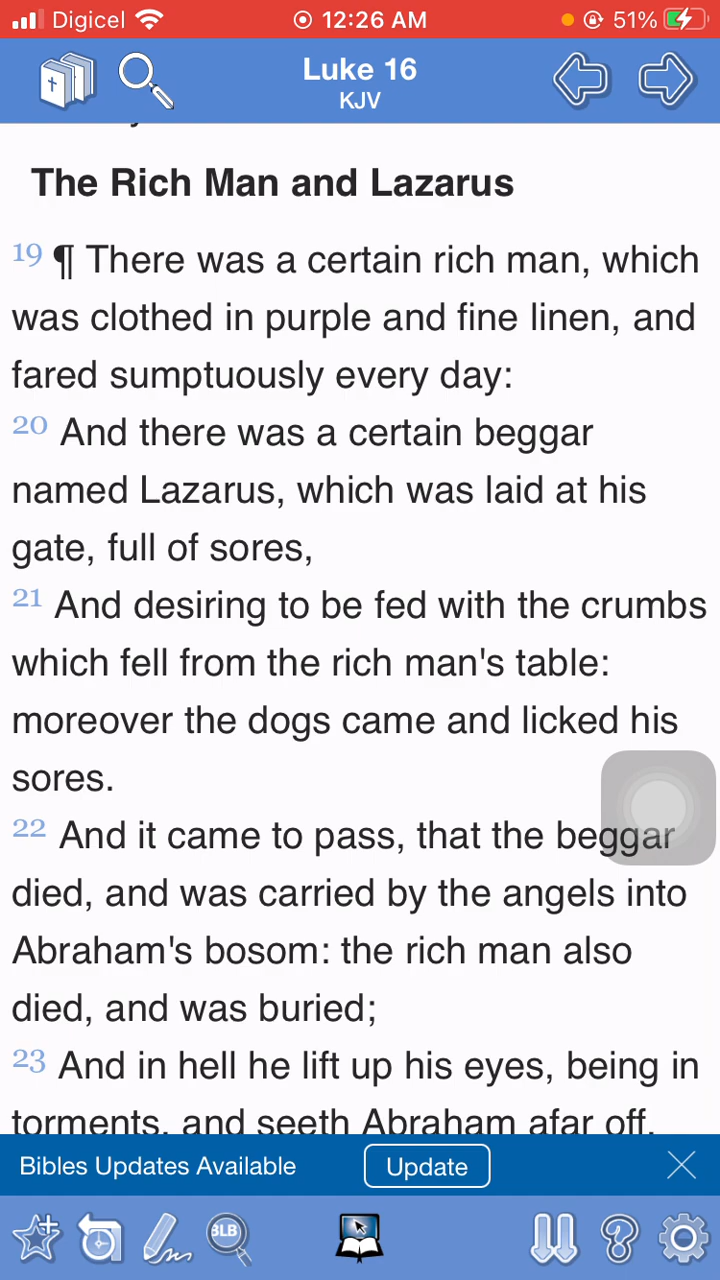 Digicel 12:26 AM 51%
Luke 16
KJV
The Rich Man and Lazarus
19 ¶ There was a certain rich man, which
was clothed in purple and fine linen, and
fared sumptuously every day:
20 And there was a certain beggar
named Lazarus, which was laid at his
gate, full of sores,
21 And desiring to be fed with the crumbs
which fell from the rich man's table:
moreover the dogs came and licked his
sores.
22 And it came to pass, that the beggar
died, and was carried by the angels into
Abraham's bosom: the rich man also
died, and was buried;
23 And in hell he lift up his eyes, being in
torments, and seeth Abraham afar off,
Bibles Updates Available Update
BLB